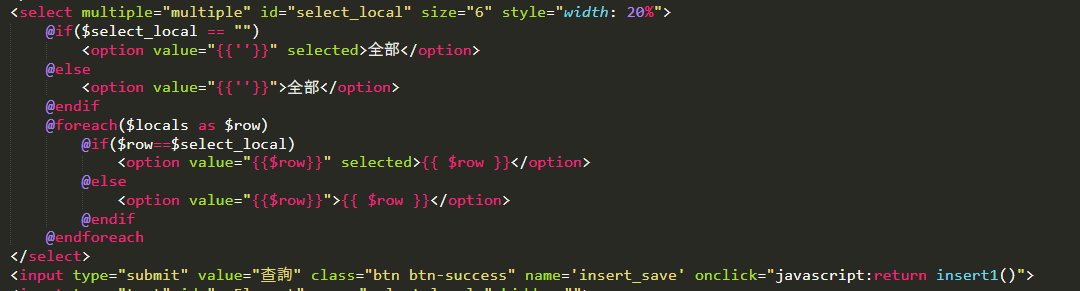 <select multiple="multiple" id="select_local" size="6" style="width: 20%">
@if($select_local == "")
<option value="{{''}}" selected>全部</option>
@else
<option value="{{''}}">全部</option>
@endif
@foreach($locals as $row)
@if($row==$select_local)
<option value="{{$row}}" selected>{{ $row }}</option>
@else
<option value="{{$row}}">{{ $row }}</option>
@endif
@endforeach
</select>
<input type="submit" value="查詢" class="btn btn-success" name='insert_save' onclick="javascript:return insert1()">